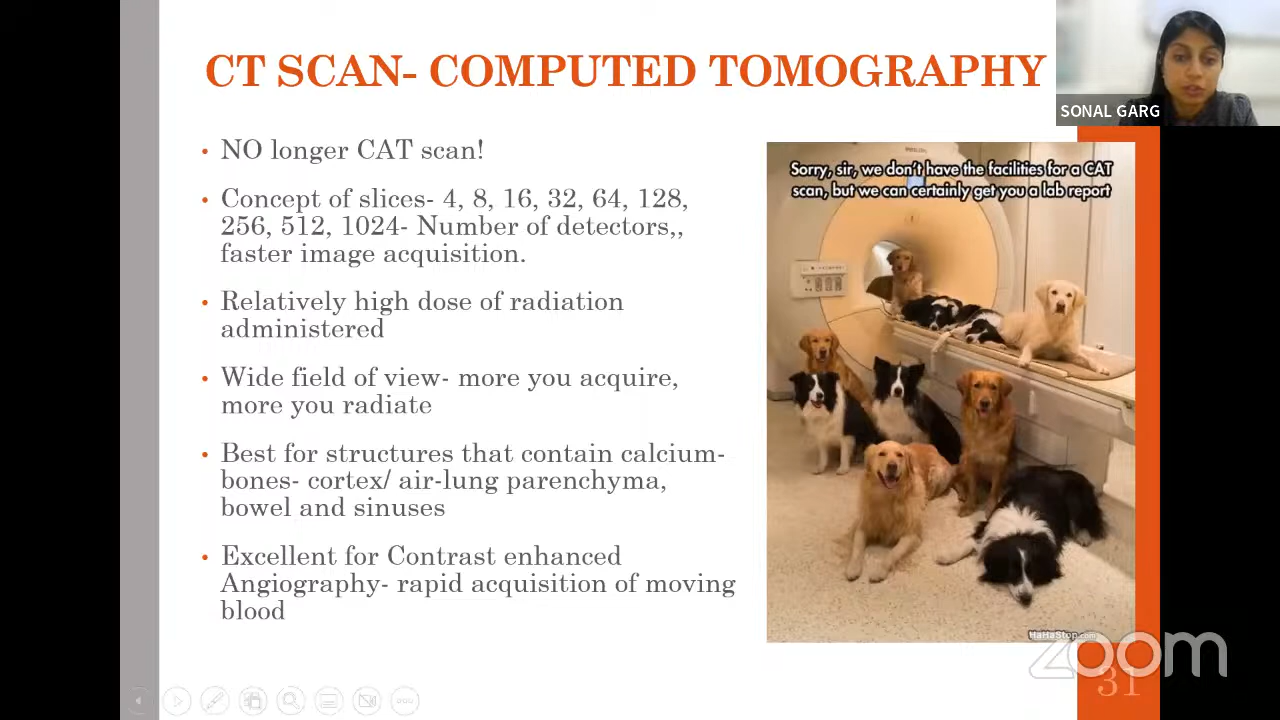 CT SCAN- COMPUTED TOMOGRAPHY
SONAL GARG
• NO longer CAT scan!
• Concept of slices- 4, 8, 16, 32, 64, 128,
256, 512, 1024- Number of detectors,,
faster image acquisition.
• Relatively high dose of radiation
administered
• Wide field of view- more you acquire,
more you radiate
• Best for structures that contain calcium-
bones- cortex/ air-lung parenchyma,
bowel and sinuses
• Excellent for Contrast enhanced
Angiography- rapid acquisition of moving
blood
Sorry, sir, we don't have the facilities for a CAT
scan, but we can certainly get you a lab report
HaHaStop.com
zoom
31